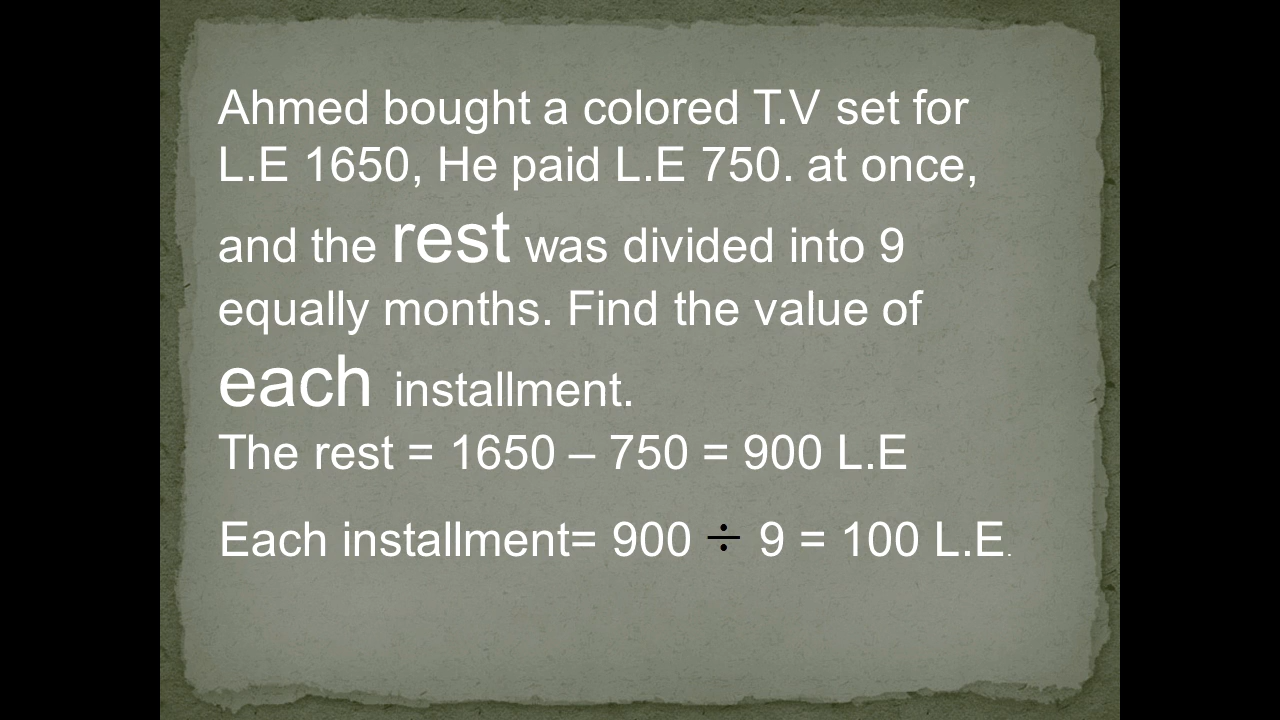 Ahmed bought a colored T.V set for
L.E 1650, He paid L.E 750. at once,
and the rest was divided into 9
equally months. Find the value of
each installment.
The rest = 1650 – 750 = 900 L.E
Each installment= 900 ÷ 9 = 100 L.E.